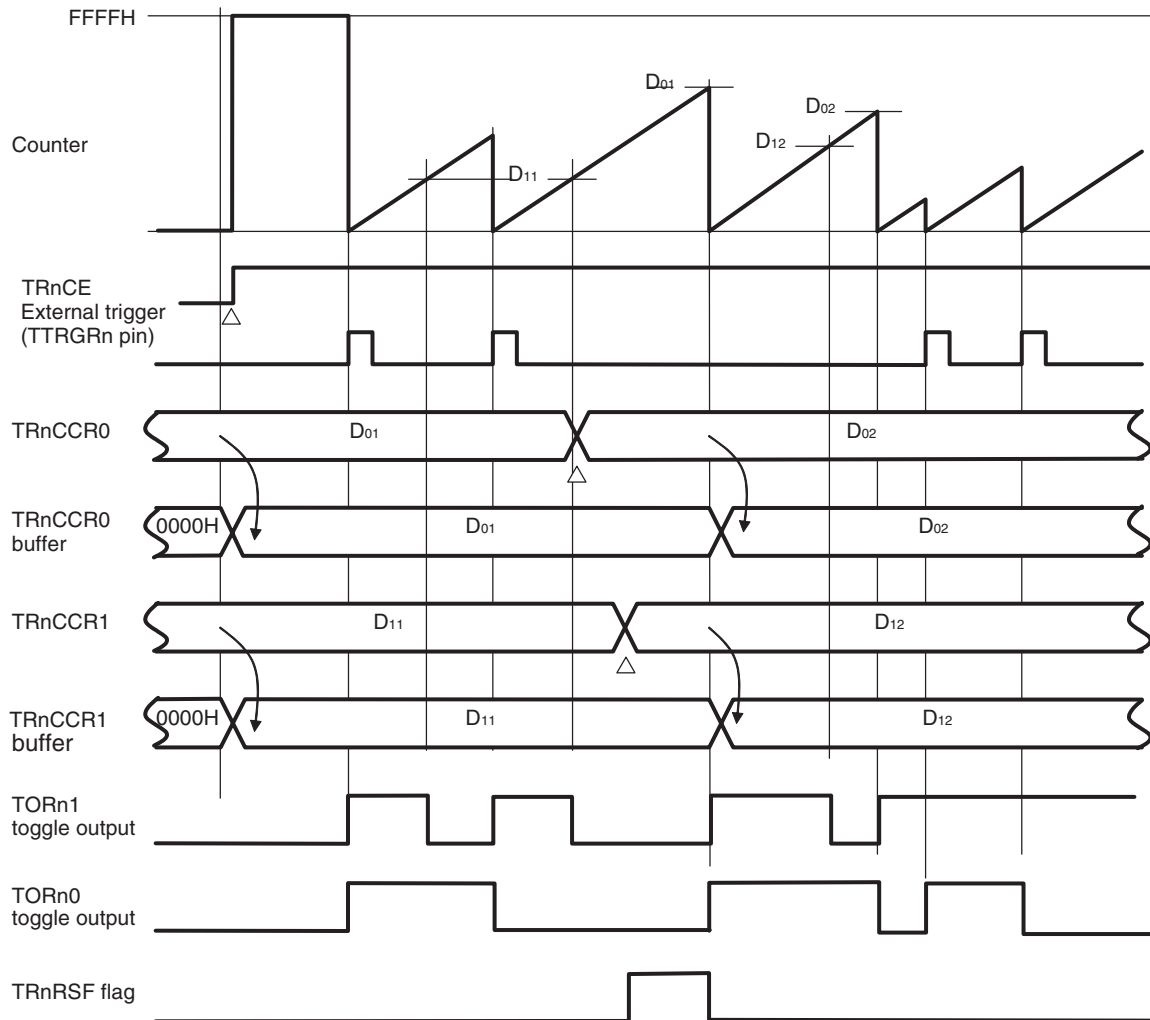 FFFFH
D01
D02
D12
Counter
D11
TRnCE
External trigger
(TTRGRn pin)
TRnCCR0
D01
D02
TRnCCR0
buffer
0000H
D01
D02
TRnCCR1
D11
D12
TRnCCR1
buffer
0000H
D11
D12
TORn1
toggle output
TORn0
toggle output
TRnRSF flag